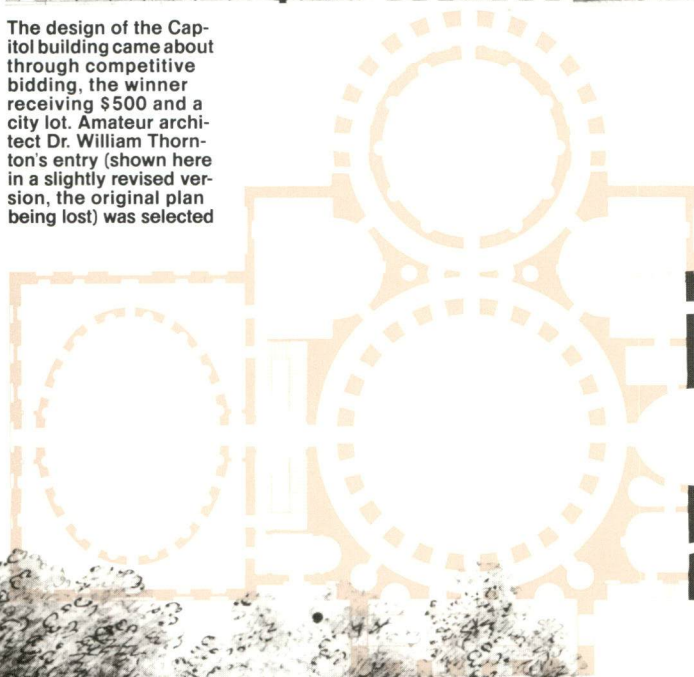 The design of the Cap-
itol building came about
through competitive
bidding, the winner
receiving $500 and a
city lot. Amateur archi-
tect Dr. William Thorn-
ton's entry (shown here
in a slightly revised ver-
sion, the original plan
being lost) was selected